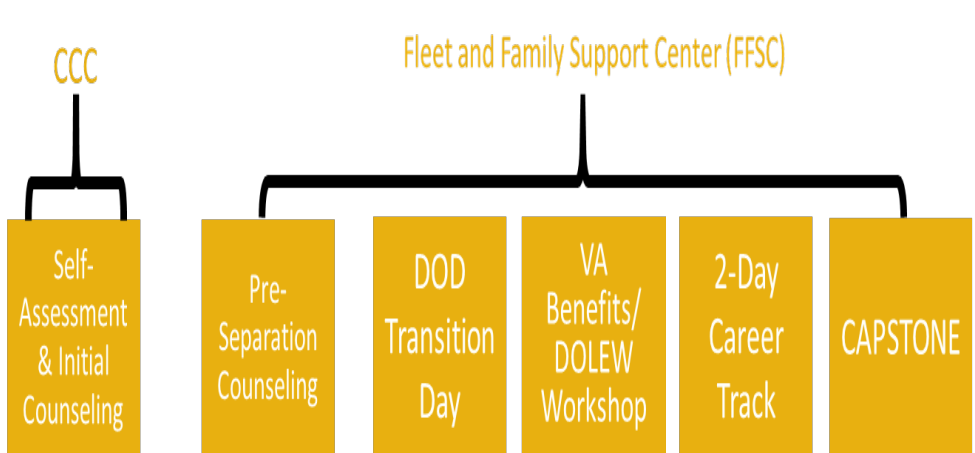 CCC
Fleet and Family Support Center (FFSC)
Self-
Assessment
& Initial
Counseling
Pre-
Separation
Counseling
DOD
Transition
Day
VA
Benefits/
DOLEW
Workshop
2-Day
Career
Track
CAPSTONE